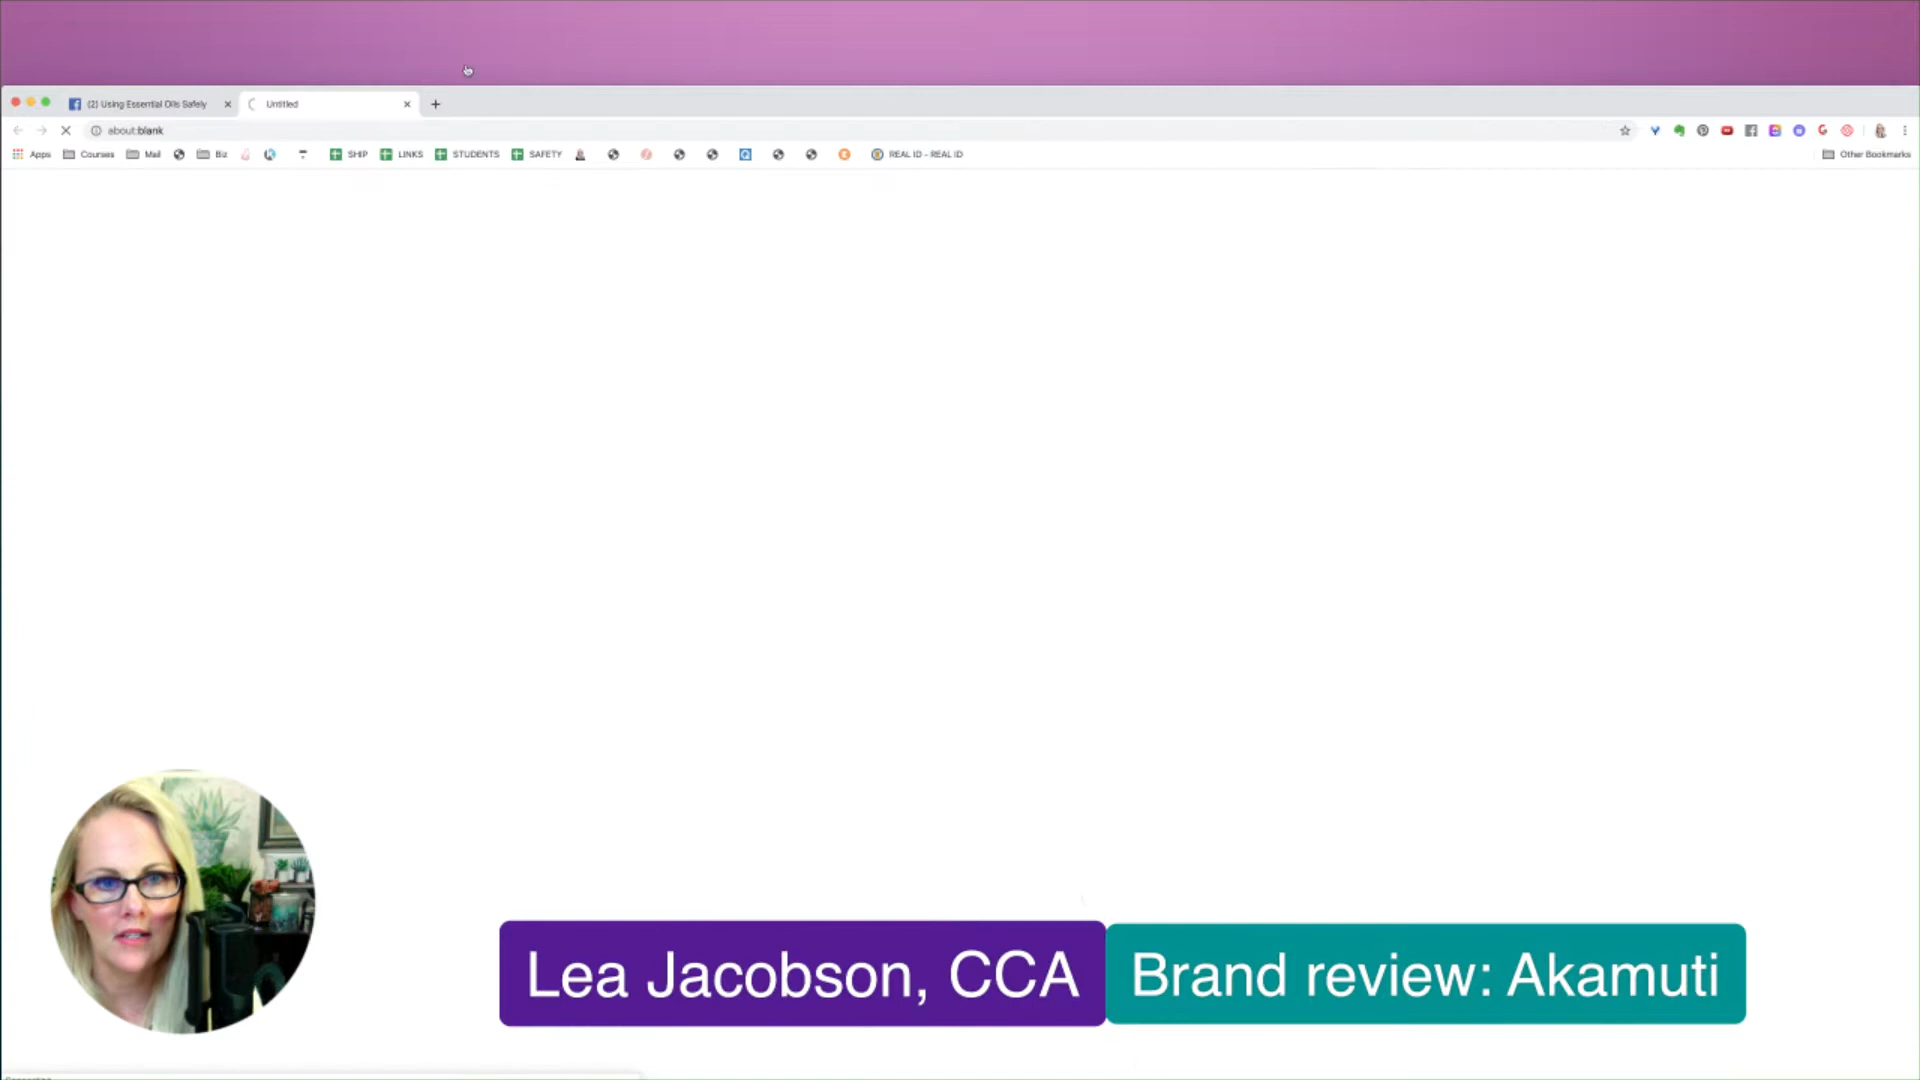 (2) Using Essential Oils Safely
Untitled
about:blank
Apps Courses Mail Biz SHIP LINKS STUDENTS SAFETY REAL ID - REAL ID Other Bookmarks
Lea Jacobson, CCA
Brand review: Akamuti